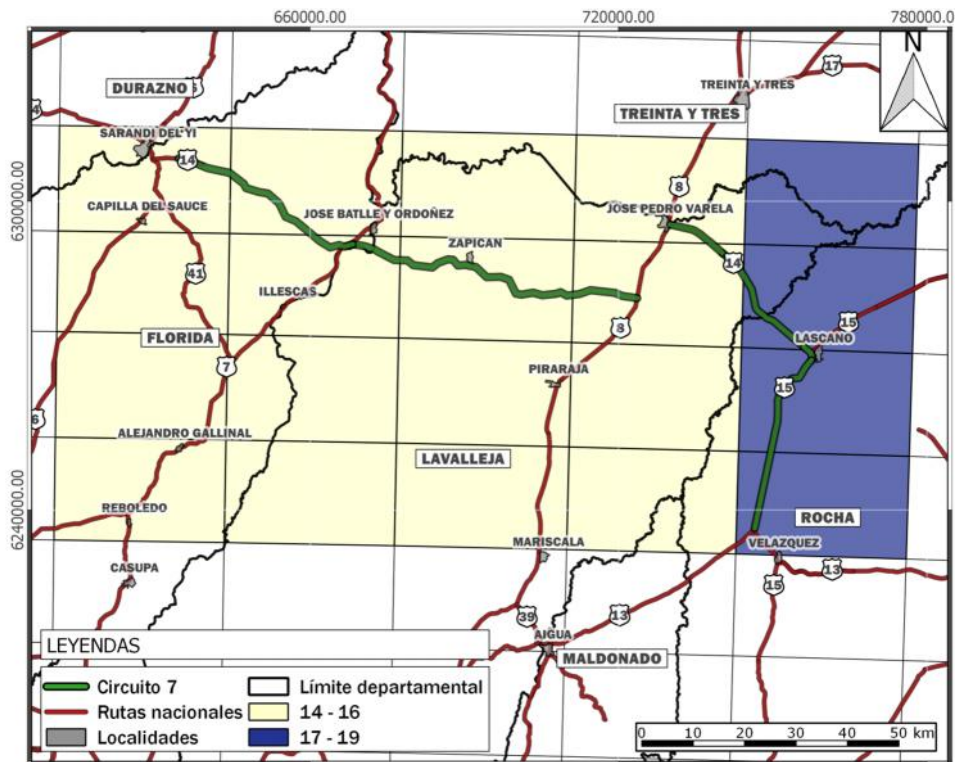 660000.00 720000.00 780000.00
N
17
TREINTA Y TRES
DURAZNO
TREINTA Y TRES
SARANDI DEL YI
14
8
6300000.00
CAPILLA DEL SAUCE
JOSE BATLLE Y ORDOÑEZ
JOSE PEDRO VARELA
ZAPICAN
14
41
ILLESCAS
15
8
FLORIDA
LASCANO
7
PIRARAJA
15
6
ALEJANDRO GALLINAL
LAVALLEJA
REBOLEDO
6240000.00
ROCHA
MARISCALA
VELAZQUEZ
CASUPA
13
15
39
13
AIGUA
MALDONADO
LEYENDAS
Circuito 7
Límite departamental
Rutas nacionales
14 - 16
Localidades
17 - 19
0 10 20 30 40 50 km